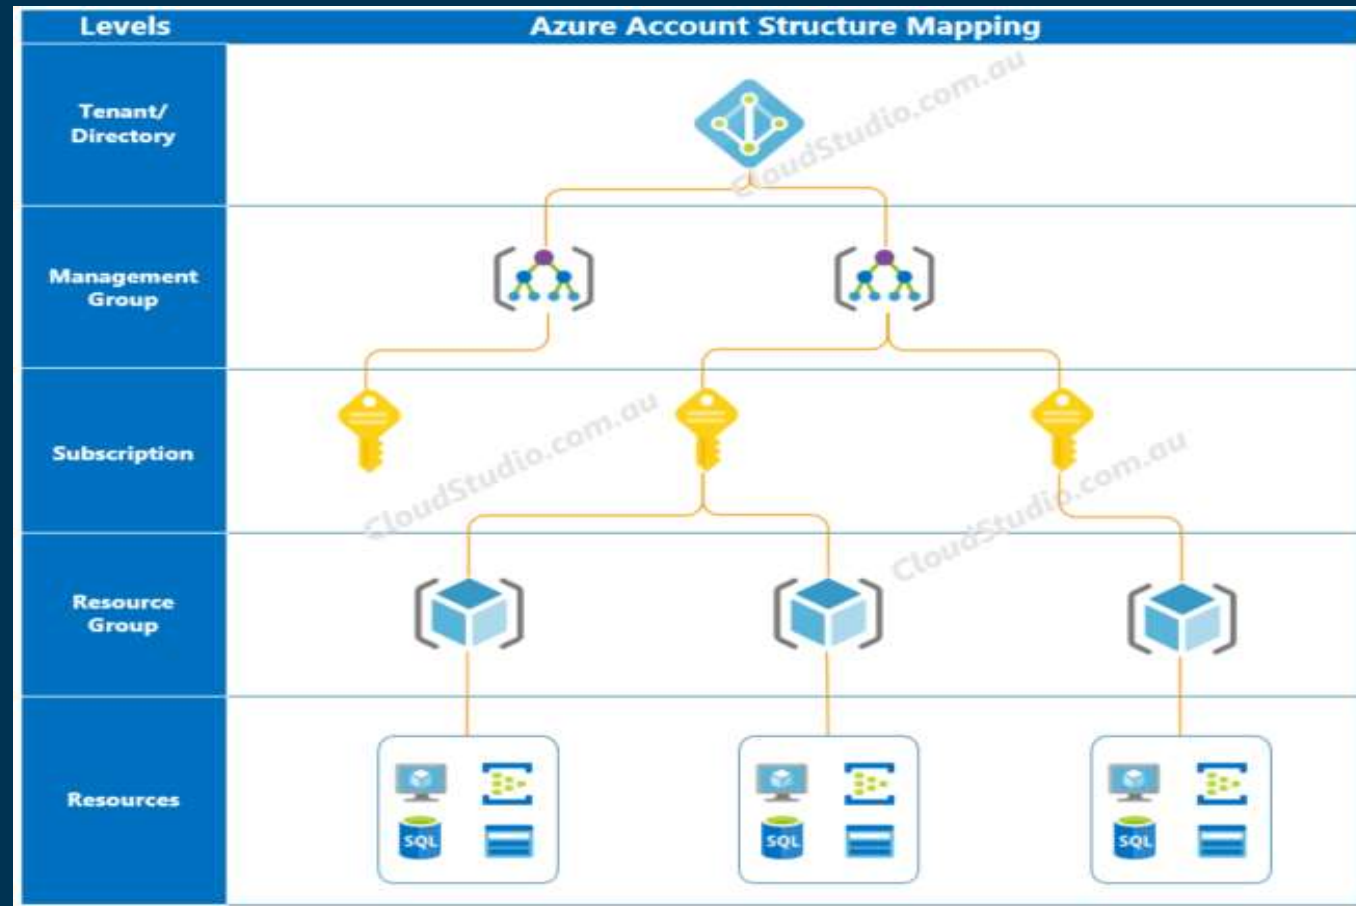 Levels
Azure Account Structure Mapping
Tenant/
Directory
CloudStudio.com.au
Management
Group
Subscription
CloudStudio.com.au
CloudStudio.com.au
Resource
Group
Resources
SQL
SQL
SQL